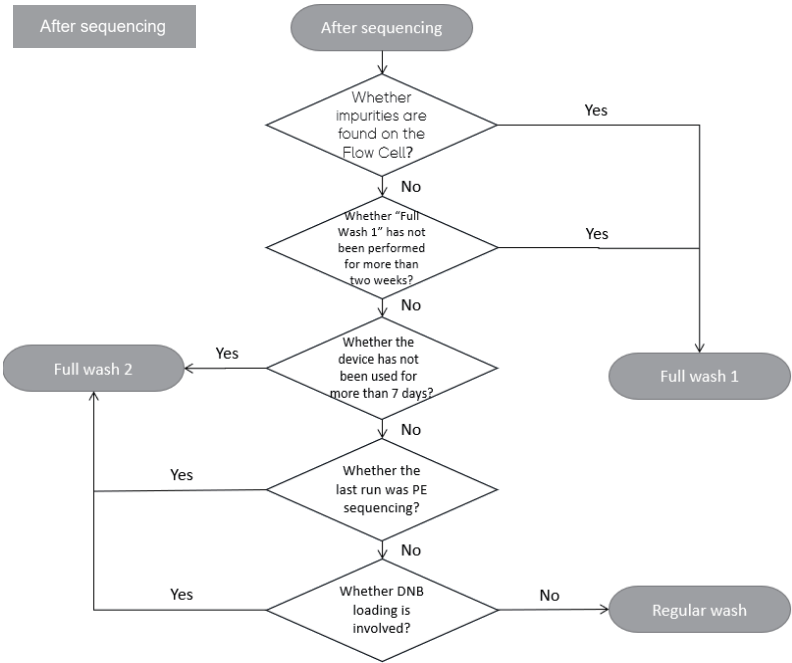 After sequencing
After sequencing
Whether
impurities are
found on the
Flow Cell?
Yes
No
Whether “Full
Wash 1” has not
been performed
for more than
two weeks?
Yes
No
Whether the
device has not
been used for
more than 7 days?
Yes
Full wash 2
Full wash 1
No
Whether the
last run was PE
sequencing?
Yes
No
Whether DNB
loading is
involved?
Yes
No
Regular wash